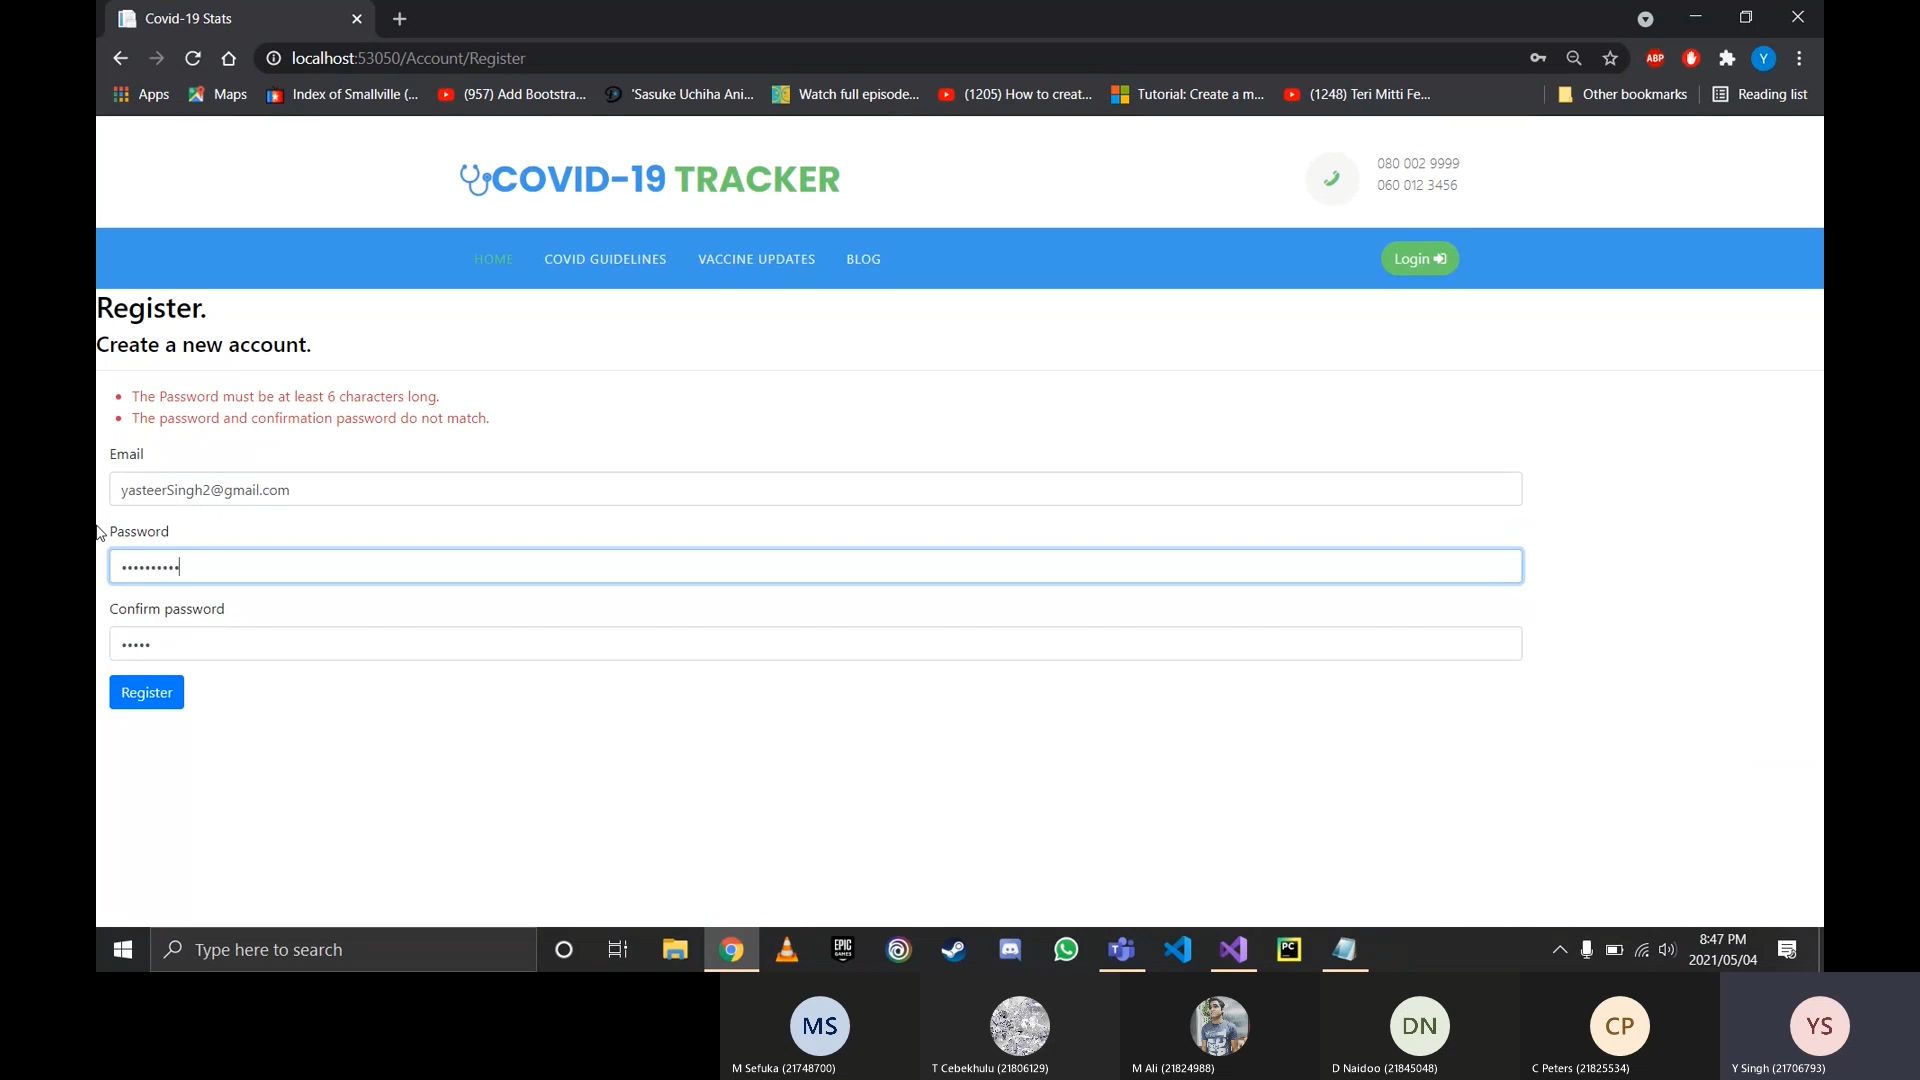 Covid-19 Stats
localhost:53050/Account/Register
ABP
Y
Apps
Maps
Index of Smallville (...
(957) Add Bootstra...
'Sasuke Uchiha Ani...
Watch full episode...
(1205) How to creat...
Tutorial: Create a m...
(1248) Teri Mitti Fe...
Other bookmarks
Reading list
COVID-19 TRACKER
080 002 9999
060 012 3456
HOME
COVID GUIDELINES
VACCINE UPDATES
BLOG
Login
Register.
Create a new account.
The Password must be at least 6 characters long.
The password and confirmation password do not match.
Email
yasteerSingh2@gmail.com
Password
Confirm password
Register
Type here to search
EPIC GAMES
PC
8:47 PM
2021/05/04
MS
DN
CP
YS
M Sefuka (21748700)
T Cebekhulu (21806129)
M Ali (21824988)
D Naidoo (21845048)
C Peters (21825534)
Y Singh (21706793)